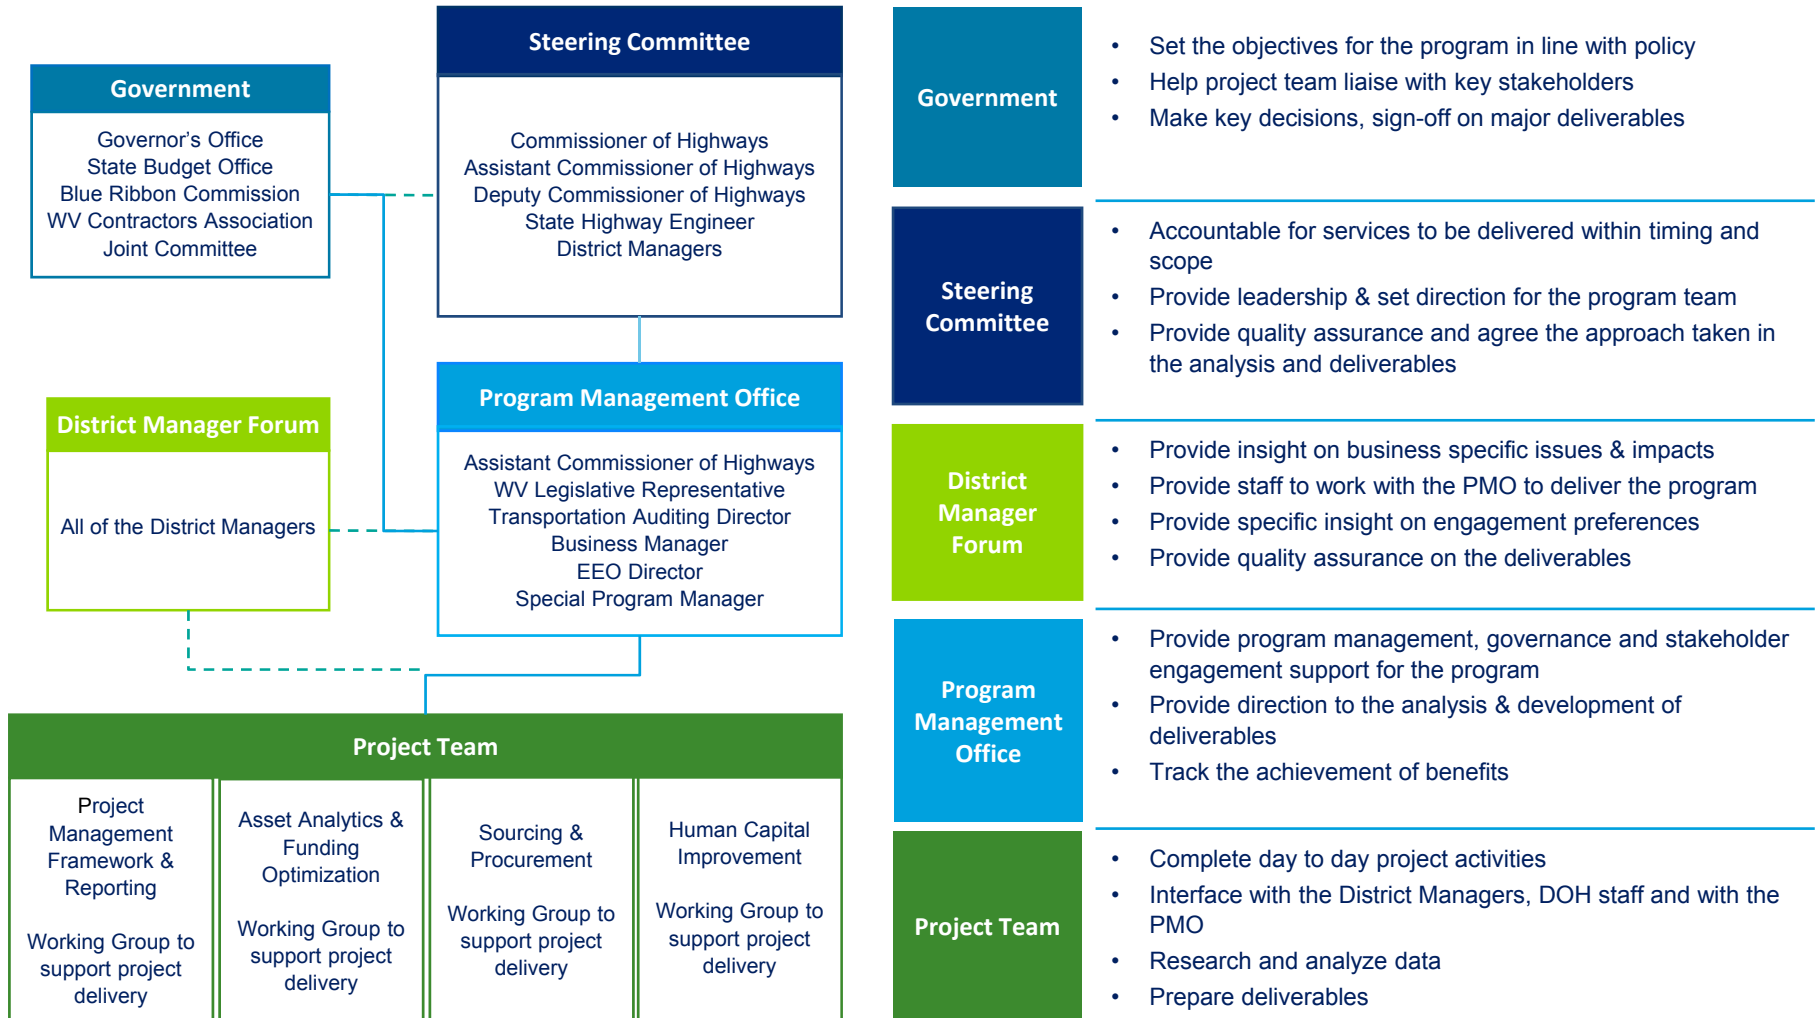 Government
Governor's Office
State Budget Office
Blue Ribbon Commission
WV Contractors Association
Joint Committee
Steering Committee
Commissioner of Highways
Assistant Commissioner of Highways
Deputy Commissioner of Highways
State Highway Engineer
District Managers
District Manager Forum
All of the District Managers
Program Management Office
Assistant Commissioner of Highways
WV Legislative Representative
Transportation Auditing Director
Business Manager
EEO Director
Special Program Manager
Project Team
Project
Management
Framework &
Reporting
Working Group to
support project
delivery
Asset Analytics &
Funding
Optimization
Working Group to
support project
delivery
Sourcing &
Procurement
Working Group to
support project
delivery
Human Capital
Improvement
Working Group to
support project
delivery
Government
• Set the objectives for the program in line with policy
• Help project team liaise with key stakeholders
• Make key decisions, sign-off on major deliverables
Steering
Committee
• Accountable for services to be delivered within timing and
scope
• Provide leadership & set direction for the program team
• Provide quality assurance and agree the approach taken in
the analysis and deliverables
District
Manager
Forum
• Provide insight on business specific issues & impacts
• Provide staff to work with the PMO to deliver the program
• Provide specific insight on engagement preferences
• Provide quality assurance on the deliverables
Program
Management
Office
• Provide program management, governance and stakeholder
engagement support for the program
• Provide direction to the analysis & development of
deliverables
• Track the achievement of benefits
Project Team
• Complete day to day project activities
• Interface with the District Managers, DOH staff and with the
PMO
• Research and analyze data
• Prepare deliverables